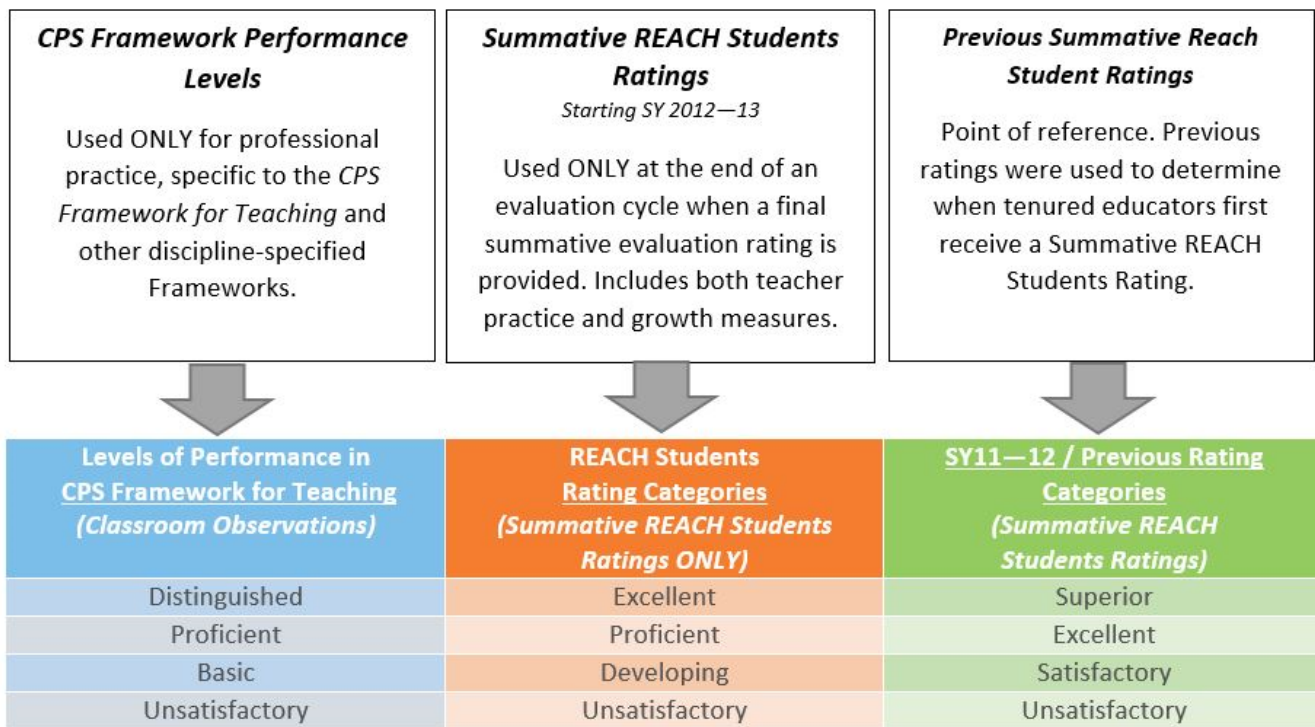 CPS Framework Performance
Levels
Used ONLY for professional
practice, specific to the CPS
Framework for Teaching and
other discipline-specified
Frameworks.
Summative REACH Students
Ratings
Starting SY 2012—13
Used ONLY at the end of an
evaluation cycle when a final
summative evaluation rating is
provided. Includes both teacher
practice and growth measures.
Previous Summative Reach
Student Ratings
Point of reference. Previous
ratings were used to determine
when tenured educators first
receive a Summative REACH
Students Rating.
Levels of Performance in
CPS Framework for Teaching
(Classroom Observations)
REACH Students
Rating Categories
(Summative REACH Students
Ratings ONLY)
SY11—12 / Previous Rating
Categories
(Summative REACH
Students Ratings)
Distinguished
Excellent
Superior
Proficient
Proficient
Excellent
Basic
Developing
Satisfactory
Unsatisfactory
Unsatisfactory
Unsatisfactory